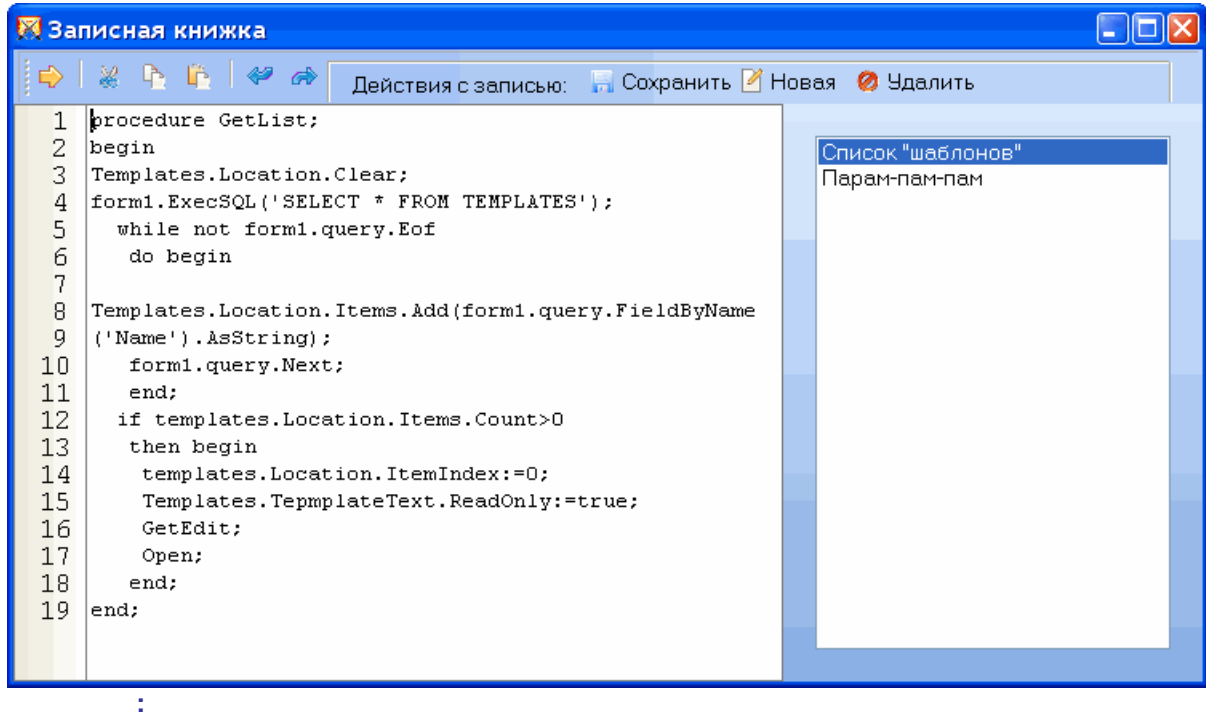 Записная книжка
Действия с записью: Сохранить Новая Удалить
1 procedure GetList;
2 begin
3 Templates.Location.Clear;
4 form1.ExecSQL('SELECT * FROM TEMPLATES');
5 while not form1.query.Eof
6 do begin
7
8 Templates.Location.Items.Add(form1.query.FieldByName
9 ('Name').AsString);
10 form1.query.Next;
11 end;
12 if templates.Location.Items.Count>0
13 then begin
14 templates.Location.ItemIndex:=0;
15 Templates.TepmplateText.ReadOnly:=true;
16 GetEdit;
17 Open;
18 end;
19 end;
Список "шаблонов"
Парам-пам-пам